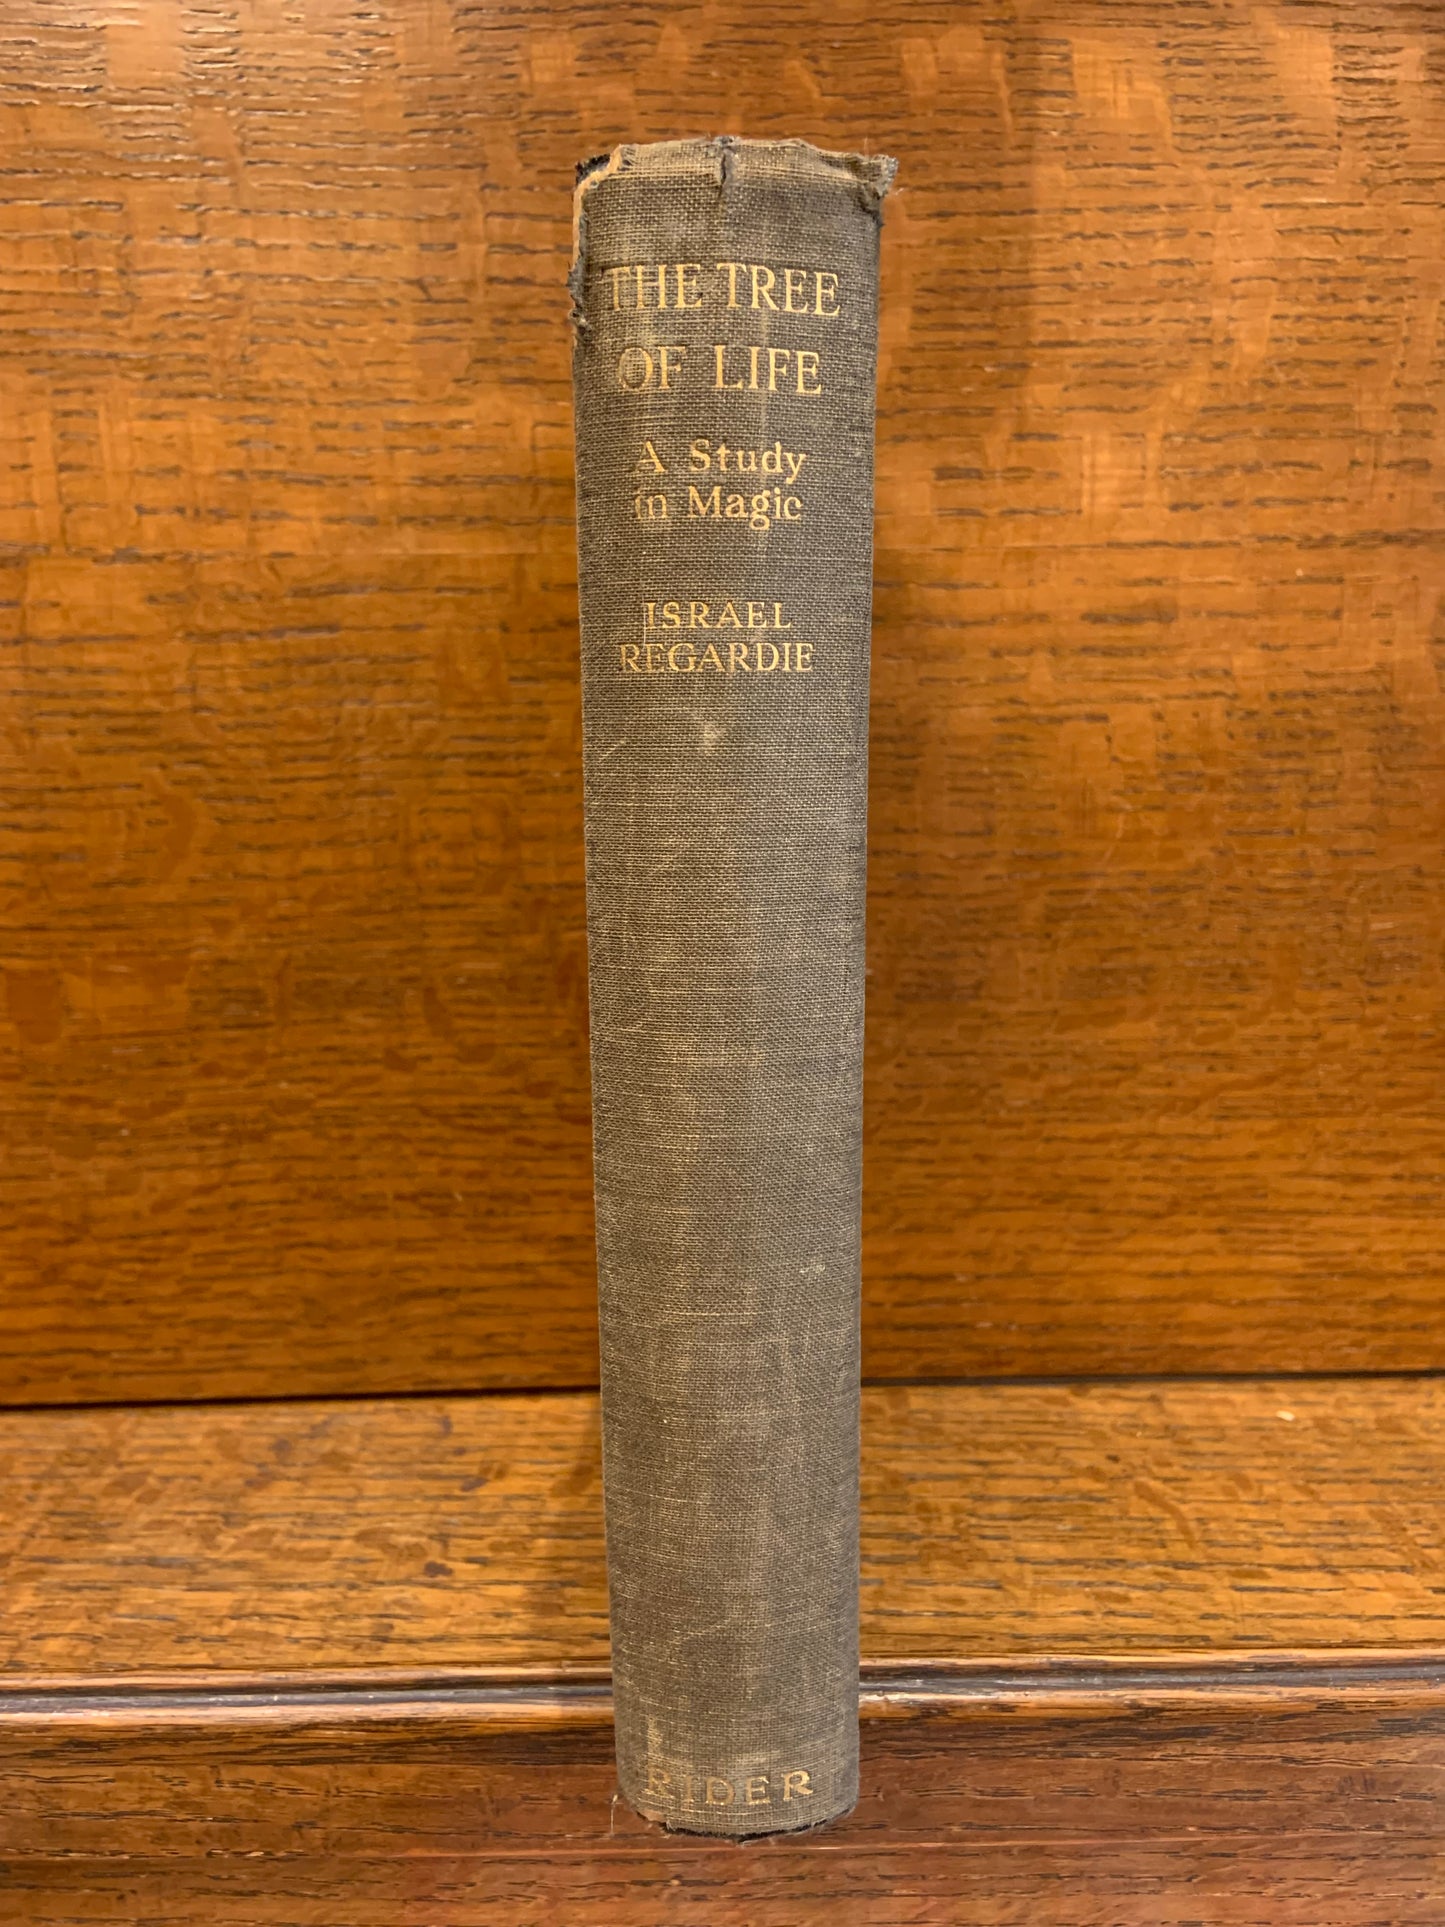 THE TREE
OF LIFE
A Study
in Magic
ISRAEL
REGARDIE
RIDER